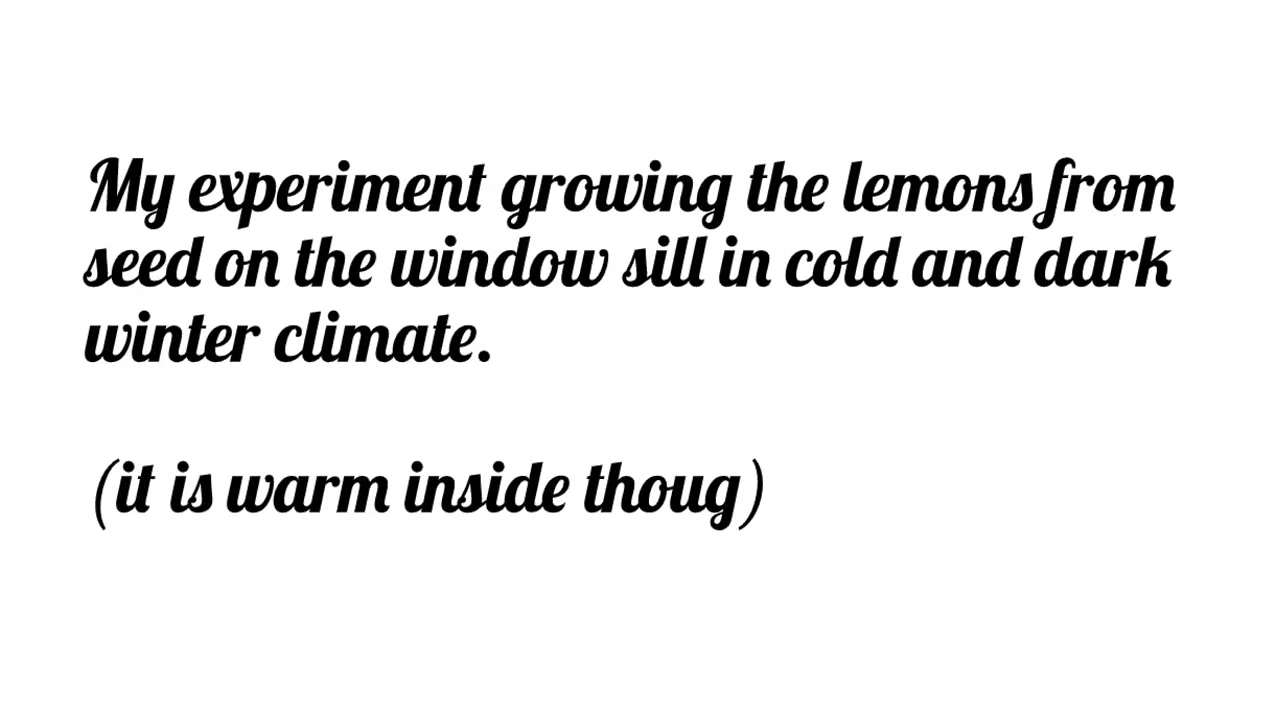 My experiment growing the lemons from
seed on the window sill in cold and dark
winter climate.
(it is warm inside thoug)